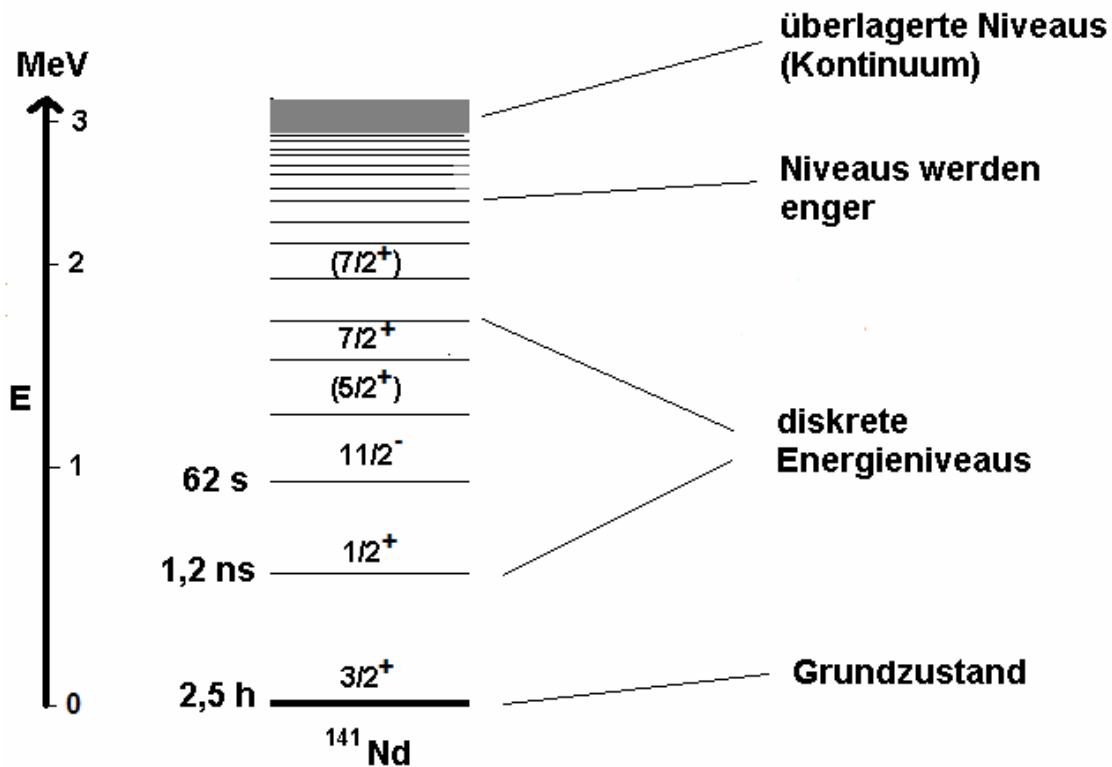 überlagerte Niveaus
(Kontinuum)
MeV
3
Niveaus werden
enger
2
(7/2⁺)
7/2⁺
(5/2⁺)
E
diskrete
Energieniveaus
11/2⁻
1
62 s
1/2⁺
1,2 ns
3/2⁺
Grundzustand
2,5 h
0
¹⁴¹Nd